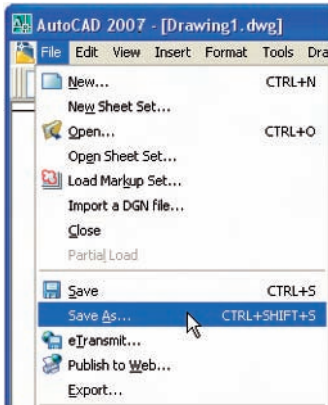 AutoCAD 2007 - [Drawing1.dwg]
File Edit View Insert Format Tools Dra
New... CTRL+N
New Sheet Set...
Open... CTRL+O
Open Sheet Set...
Load Markup Set...
Import a DGN file...
Close
Partial Load
Save CTRL+S
Save As... CTRL+SHIFT+S
eTransmit...
Publish to Web...
Export...